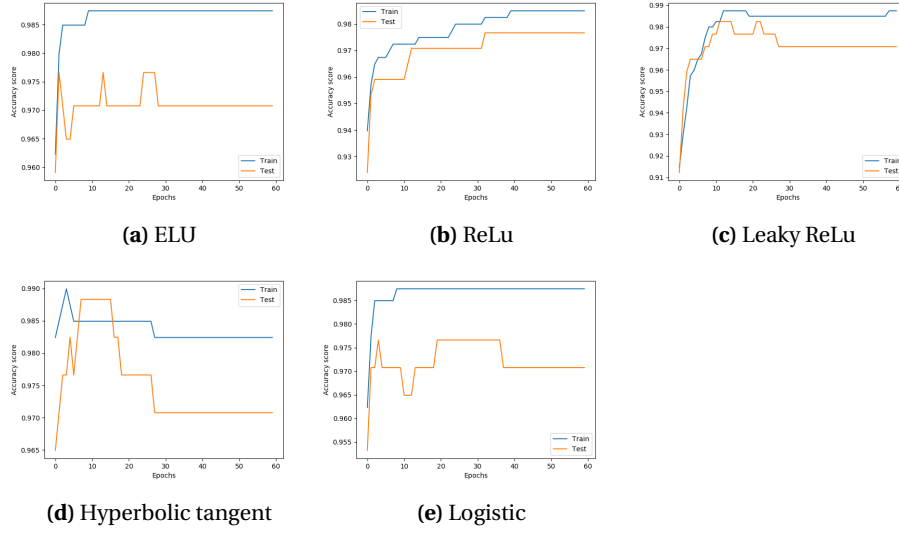 0.985
0.980
0.975
0.970
0.965
0.960
Accuracy score
0 10 20 30 40 50 60
Epochs
Train
Test
(a) ELU
0.98
0.97
0.96
0.95
0.94
0.93
Accuracy score
0 10 20 30 40 50 60
Epochs
Train
Test
(b) ReLu
0.99
0.98
0.97
0.96
0.95
0.94
0.93
0.92
0.91
Accuracy score
0 10 20 30 40 50 60
Epochs
Train
Test
(c) Leaky ReLu
0.990
0.985
0.980
0.975
0.970
0.965
Accuracy score
0 10 20 30 40 50 60
Epochs
Train
Test
(d) Hyperbolic tangent
0.985
0.980
0.975
0.970
0.965
0.960
0.955
Accuracy score
0 10 20 30 40 50 60
Epochs
Train
Test
(e) Logistic